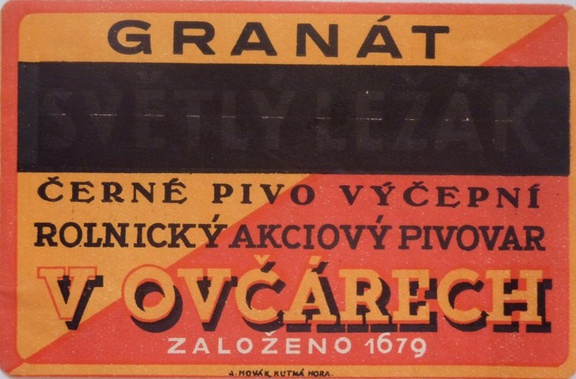 GRANÁT
SVĚTLÝ LEŽÁK
ČERNÉ PIVO VÝČEPNÍ
ROLNICKÝ AKCIOVÝ PIVOVAR
V OVČÁRECH
ZALOŽENO 1679
A. NOVÁK, KUTNÁ HORA.